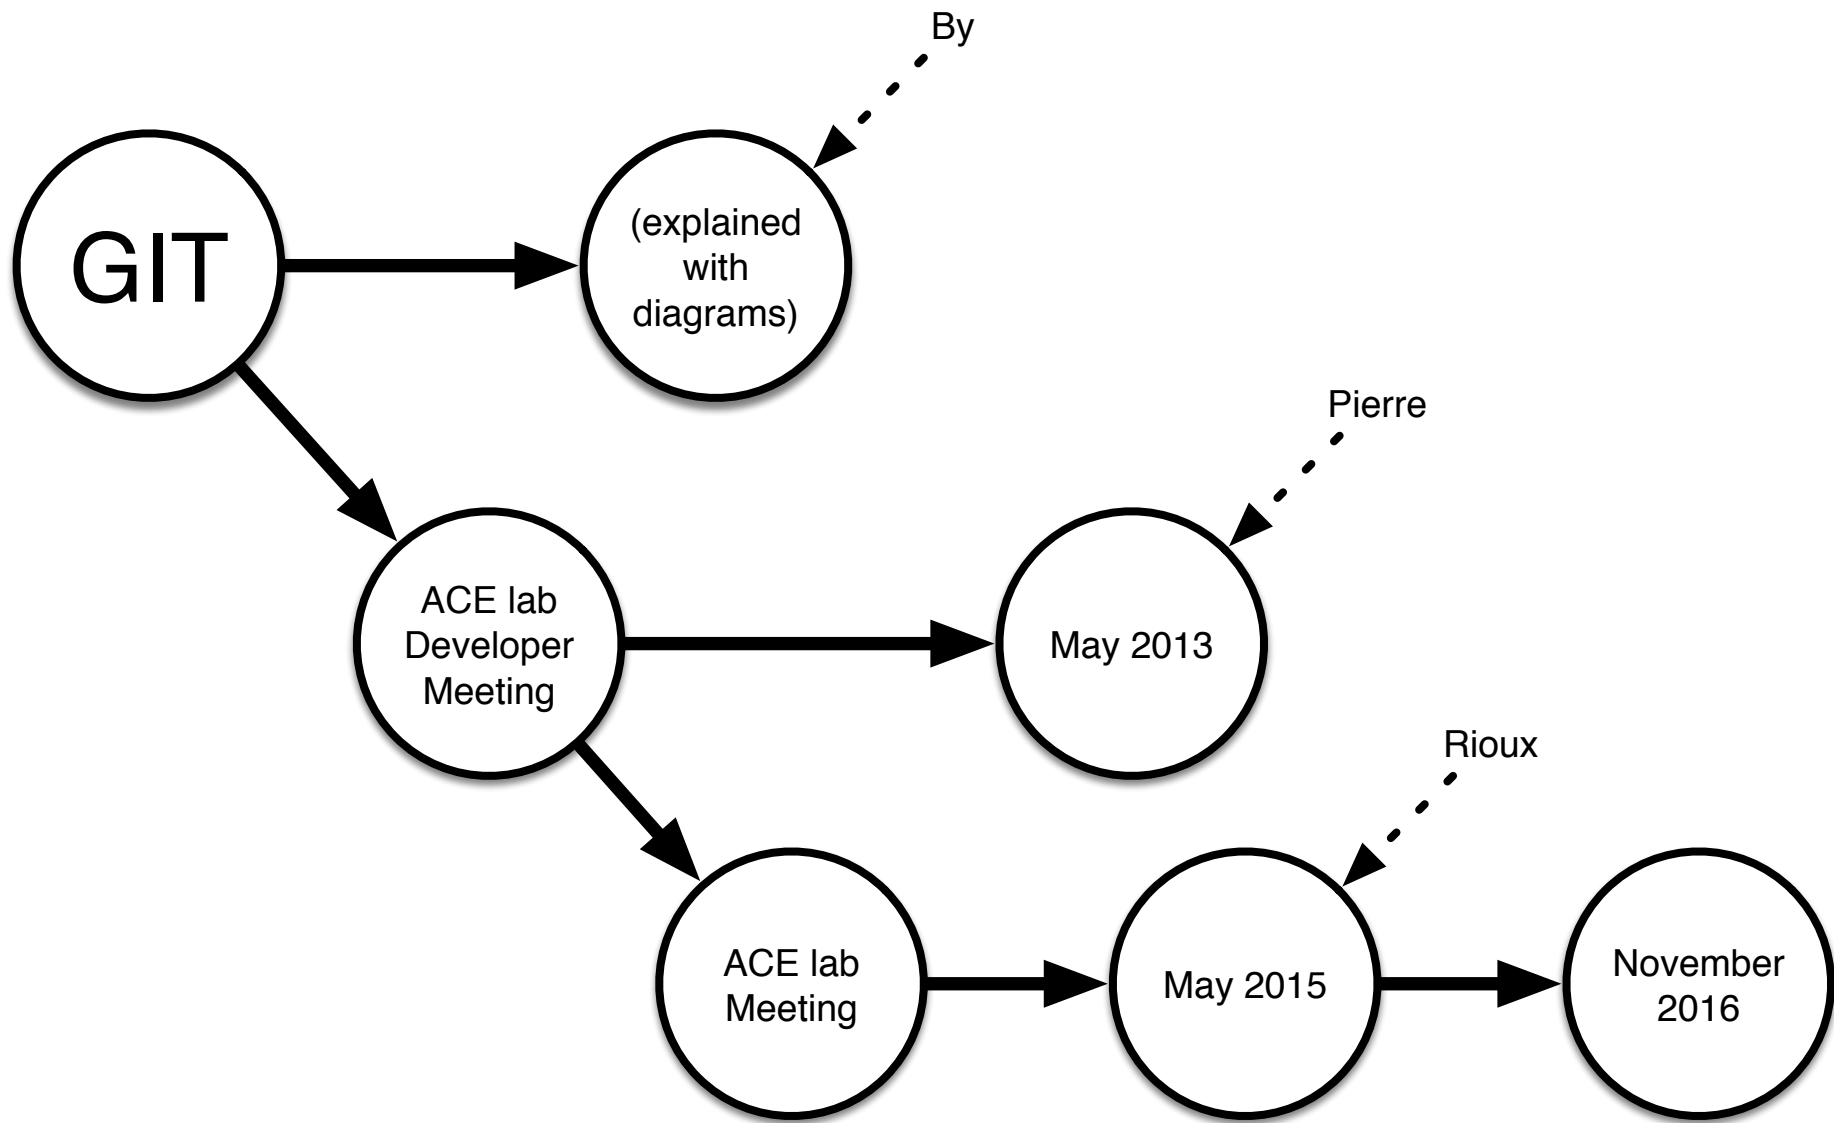 By
GIT
(explained
with
diagrams)
Pierre
ACE lab
Developer
Meeting
May 2013
Rioux
ACE lab
Meeting
May 2015
November
2016